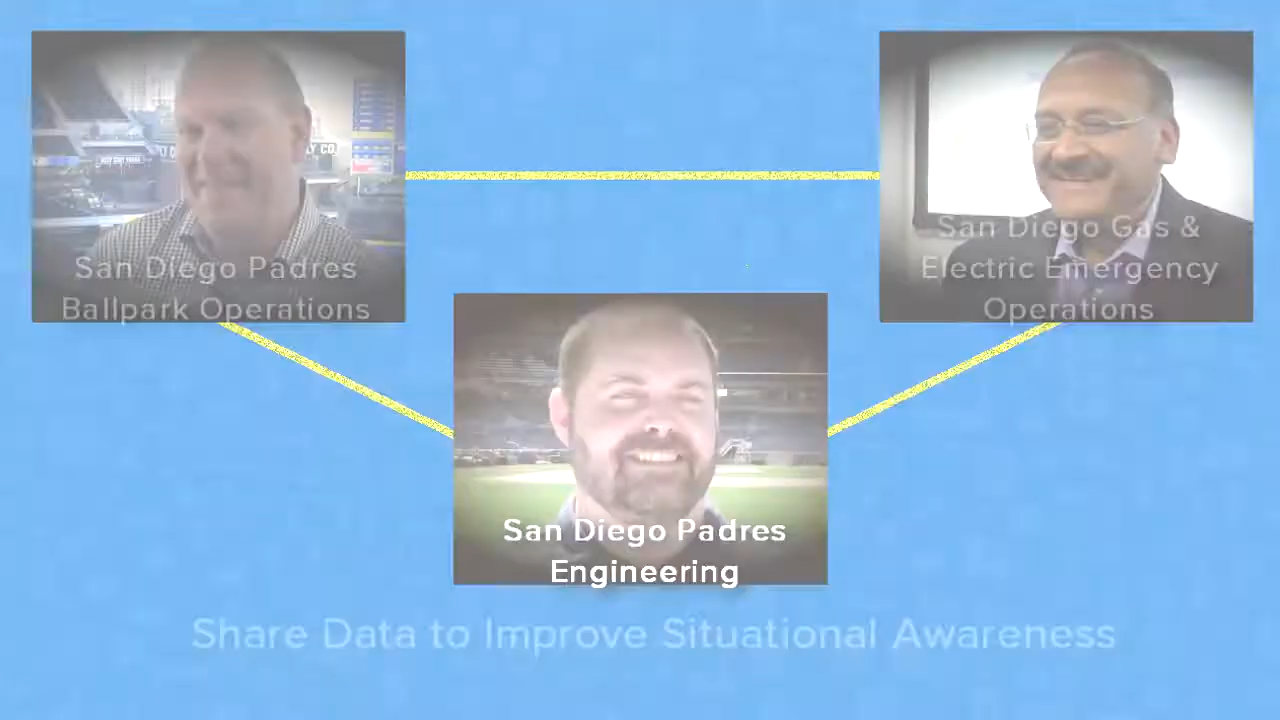 San Diego Padres
Ballpark Operations
San Diego Gas &
Electric Emergency
Operations
San Diego Padres
Engineering
Share Data to Improve Situational Awareness